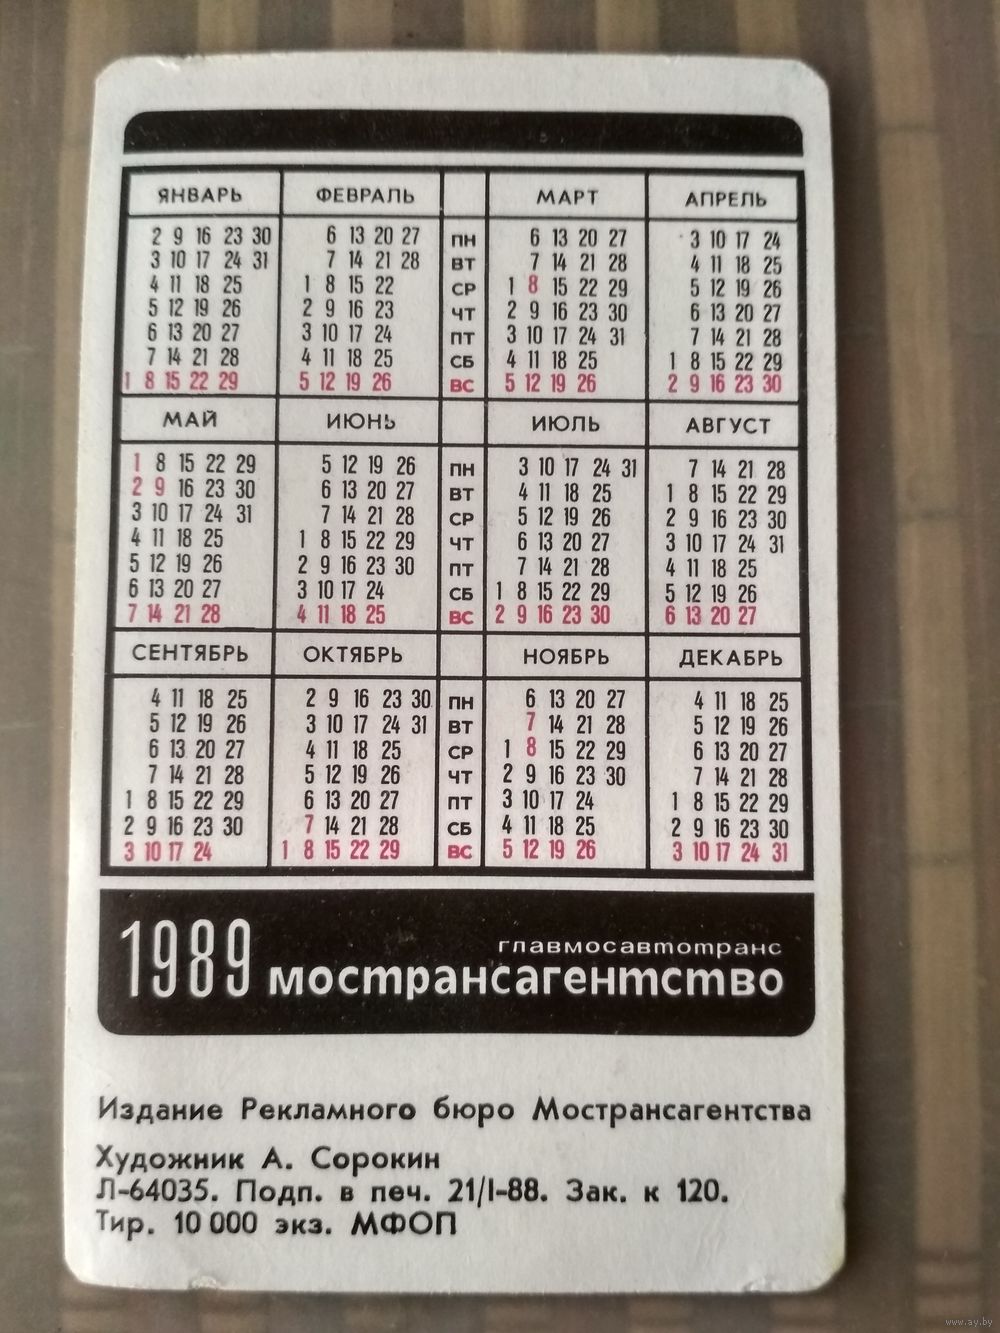 ЯНВАРЬ ФЕВРАЛЬ МАРТ АПРЕЛЬ
2 9 16 23 30 6 13 20 27 ПН 6 13 20 27 3 10 17 24
3 10 17 24 31 7 14 21 28 ВТ 7 14 21 28 4 11 18 25
4 11 18 25 1 8 15 22 СР 1 8 15 22 29 5 12 19 26
5 12 19 26 2 9 16 23 ЧТ 2 9 16 23 30 6 13 20 27
6 13 20 27 3 10 17 24 ПТ 3 10 17 24 31 7 14 21 28
7 14 21 28 4 11 18 25 СБ 4 11 18 25 1 8 15 22 29
1 8 15 22 29 5 12 19 26 ВС 5 12 19 26 2 9 16 23 30
МАЙ ИЮНЬ ИЮЛЬ АВГУСТ
1 8 15 22 29 5 12 19 26 ПН 3 10 17 24 31 7 14 21 28
2 9 16 23 30 6 13 20 27 ВТ 4 11 18 25 1 8 15 22 29
3 10 17 24 31 7 14 21 28 СР 5 12 19 26 2 9 16 23 30
4 11 18 25 1 8 15 22 29 ЧТ 6 13 20 27 3 10 17 24 31
5 12 19 26 2 9 16 23 30 ПТ 7 14 21 28 4 11 18 25
6 13 20 27 3 10 17 24 СБ 1 8 15 22 29 5 12 19 26
7 14 21 28 4 11 18 25 ВС 2 9 16 23 30 6 13 20 27
СЕНТЯБРЬ ОКТЯБРЬ НОЯБРЬ ДЕКАБРЬ
4 11 18 25 2 9 16 23 30 ПН 6 13 20 27 4 11 18 25
5 12 19 26 3 10 17 24 31 ВТ 7 14 21 28 5 12 19 26
6 13 20 27 4 11 18 25 СР 1 8 15 22 29 6 13 20 27
7 14 21 28 5 12 19 26 ЧТ 2 9 16 23 30 7 14 21 28
1 8 15 22 29 6 13 20 27 ПТ 3 10 17 24 1 8 15 22 29
2 9 16 23 30 7 14 21 28 СБ 4 11 18 25 2 9 16 23 30
3 10 17 24 1 8 15 22 29 ВС 5 12 19 26 3 10 17 24 31
главмосавтотранс
1989 мострансагентство
Издание Рекламного бюро Мострансагентства
Художник А. Сорокин
Л-64035. Подп. в печ. 21/I-88. Зак. к 120.
Тир. 10 000 экз. МФОП
www.ay.by